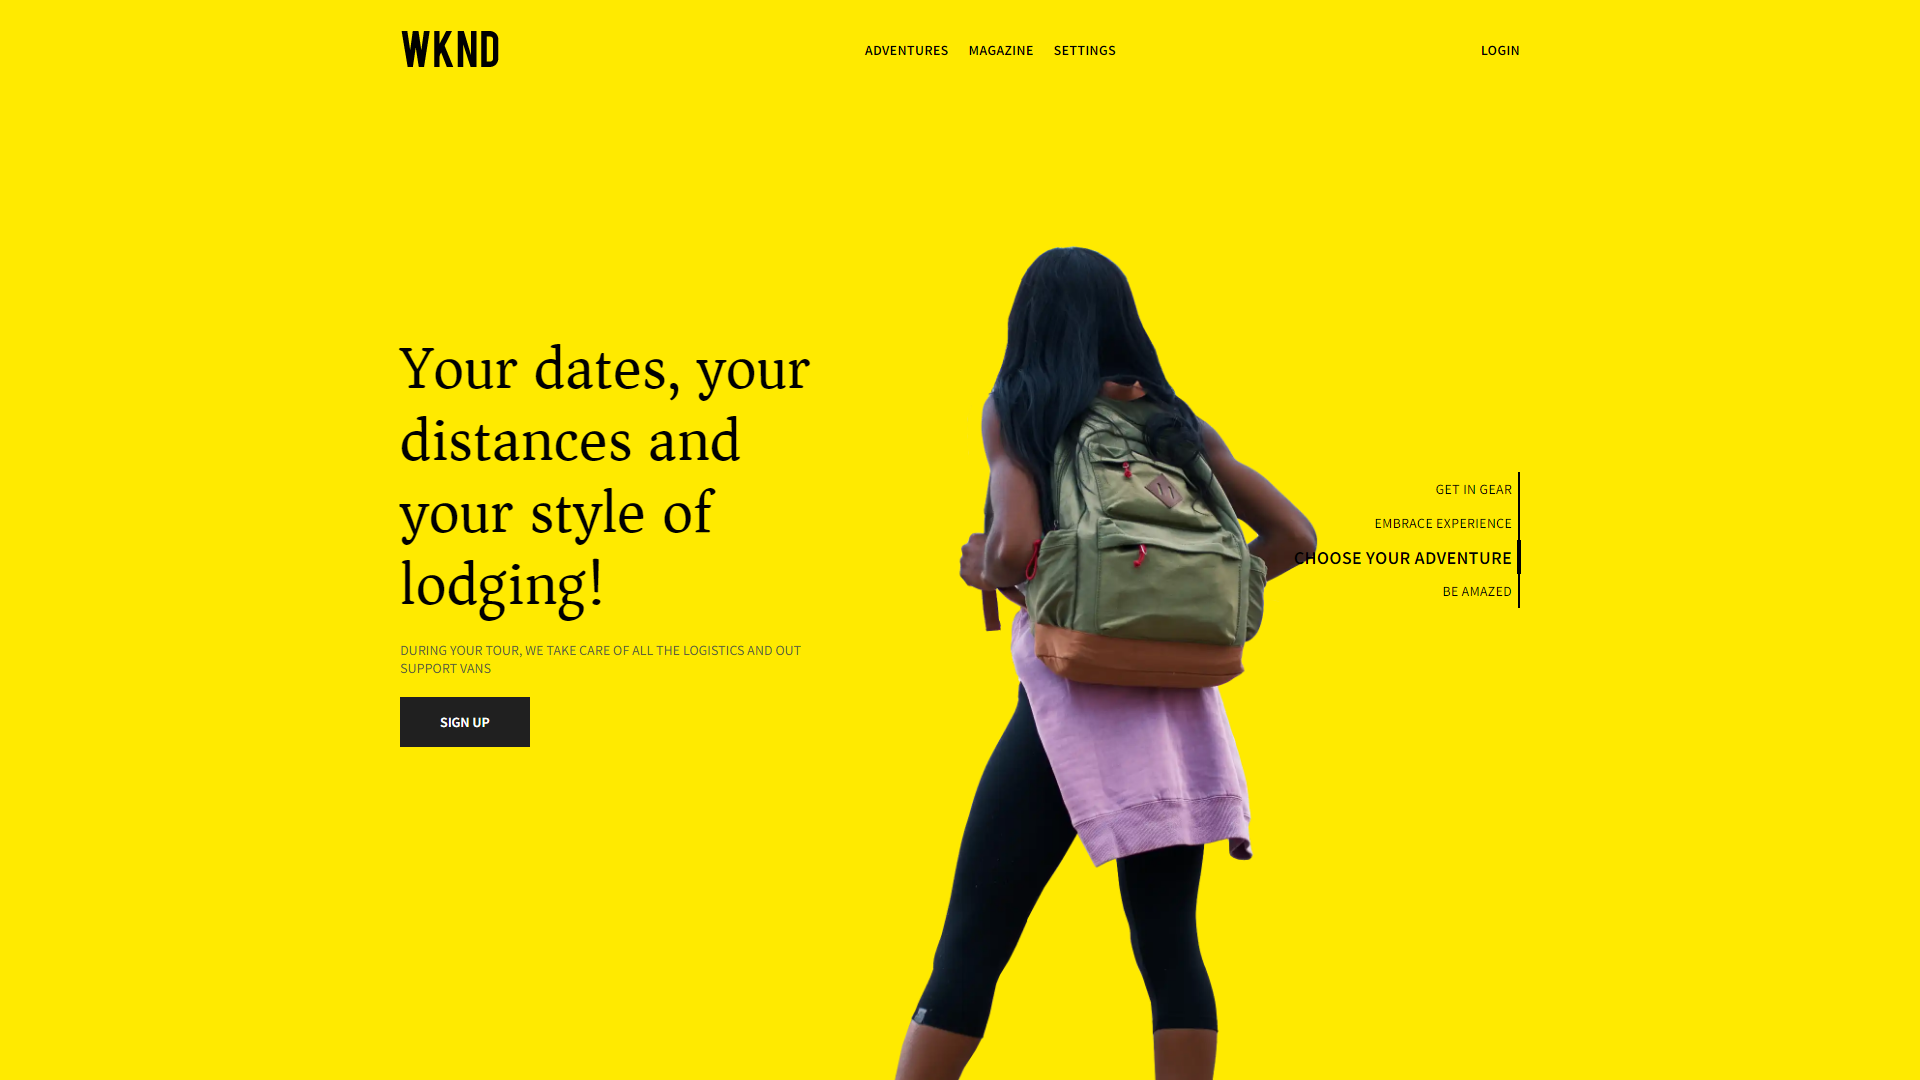 WKND
ADVENTURES
MAGAZINE
SETTINGS
LOGIN
Your dates, your
distances and
your style of
lodging!
DURING YOUR TOUR, WE TAKE CARE OF ALL THE LOGISTICS AND OUT
SUPPORT VANS
SIGN UP
GET IN GEAR
EMBRACE EXPERIENCE
CHOOSE YOUR ADVENTURE
BE AMAZED